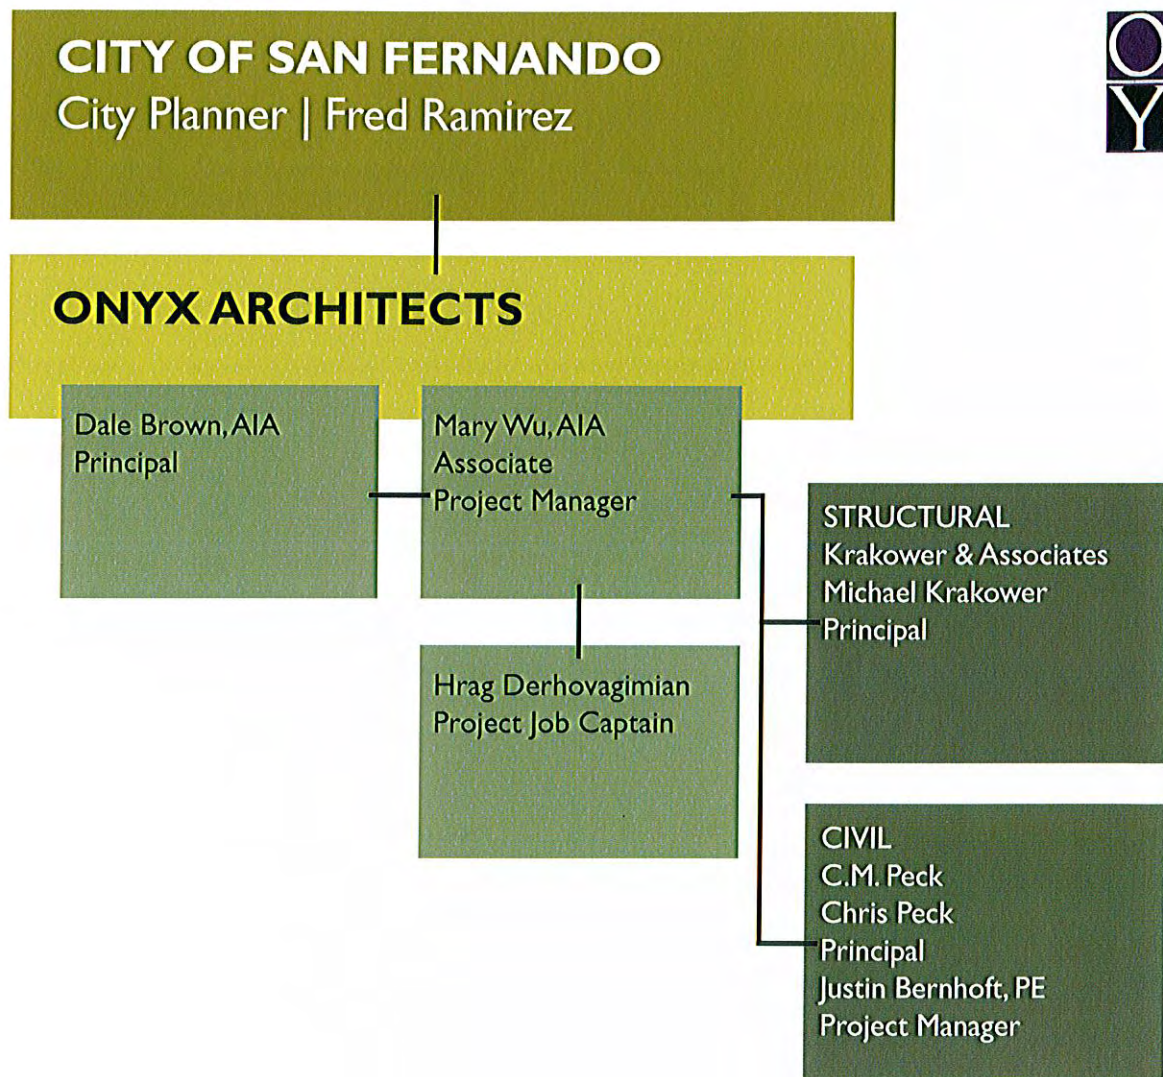 CITY OF SAN FERNANDO
City Planner | Fred Ramirez
O
Y
ONYX ARCHITECTS
Dale Brown, AIA
Principal
Mary Wu, AIA
Associate
Project Manager
Hrag Derhovagimian
Project Job Captain
STRUCTURAL
Krakower & Associates
Michael Krakower
Principal
CIVIL
C.M. Peck
Chris Peck
Principal
Justin Bernhoft, PE
Project Manager